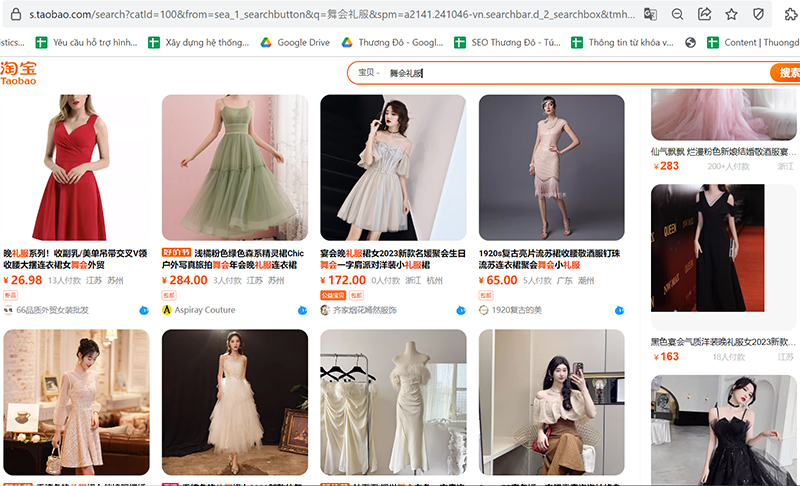 s.taobao.com/search?catId=100&from=sea_1_searchbutton&q=舞会礼服&spm=a2141.241046-vn.searchbar.d_2_searchbox&tmh...
istics...
Yêu cầu hỗ trợ hình...
Xây dựng hệ thống...
Google Drive
Thương Đô - Googl...
SEO Thương Đô - Tú...
Thông tin từ khóa v...
Content | Thuongd
淘宝
Taobao
宝贝
舞会礼服
搜索
晚礼服系列！收副乳/美单吊带交叉V领
收腰大摆连衣裙女舞会外贸
¥ 26.98 13人付款 江苏 苏州
新品
66品质外贸女装批发
好价节 浅橘粉色绿色森系精灵裙Chic
户外写真旅拍舞会年会晚礼服连衣裙
¥ 284.00 3人付款 江苏 苏州
包邮
Aspiray Couture
宴会晚礼服裙女2023新款名媛聚会生日
舞会一字肩派对洋装小礼服裙
¥ 172.00 0人付款 浙江 杭州
公益宝贝 包邮
齐家烟花嫣然服饰
1920s复古亮片流苏裙收腰敬酒服钉珠
流苏连衣裙聚会舞会小礼服
¥ 65.00 5人付款 广东 潮州
包邮
1920复古的美
仙气飘飘 烂漫粉色新娘结婚敬酒服宴...
¥ 283 200+人付款 浙江
QUEEN
黑色宴会气质洋装晚礼服女2023新款...
¥ 163 18人付款 江苏